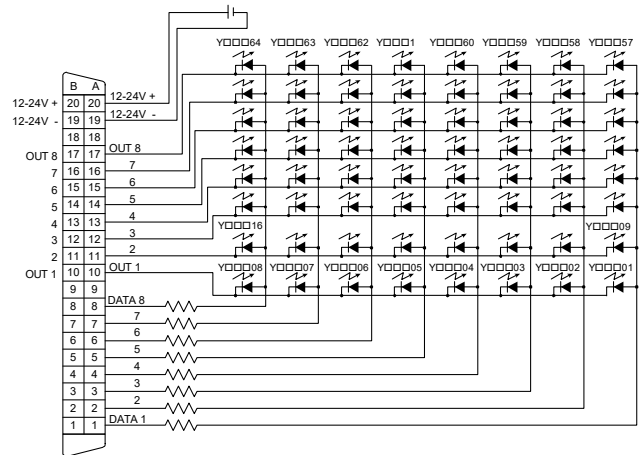 Y□□□64 Y□□□63 Y□□□62 Y□□□1 Y□□□60 Y□□□59 Y□□□58 Y□□□57
B A
12-24V + 20 20 12-24V +
12-24V - 19 19 12-24V -
18 18
OUT 8 17 17 OUT 8
7 16 16 7
6 15 15 6
5 14 14 5
4 13 13 4
3 12 12 3
Y□□□16 Y□□□09
2 11 11 2
OUT 1 10 10 OUT 1
Y□□□08 Y□□□07 Y□□□06 Y□□□05 Y□□□04 Y□□□03 Y□□□02 Y□□□01
9 9
8 8 DATA 8
7 7 7
6 6 6
5 5 5
4 4 4
3 3 3
2 2 2
1 1 DATA 1